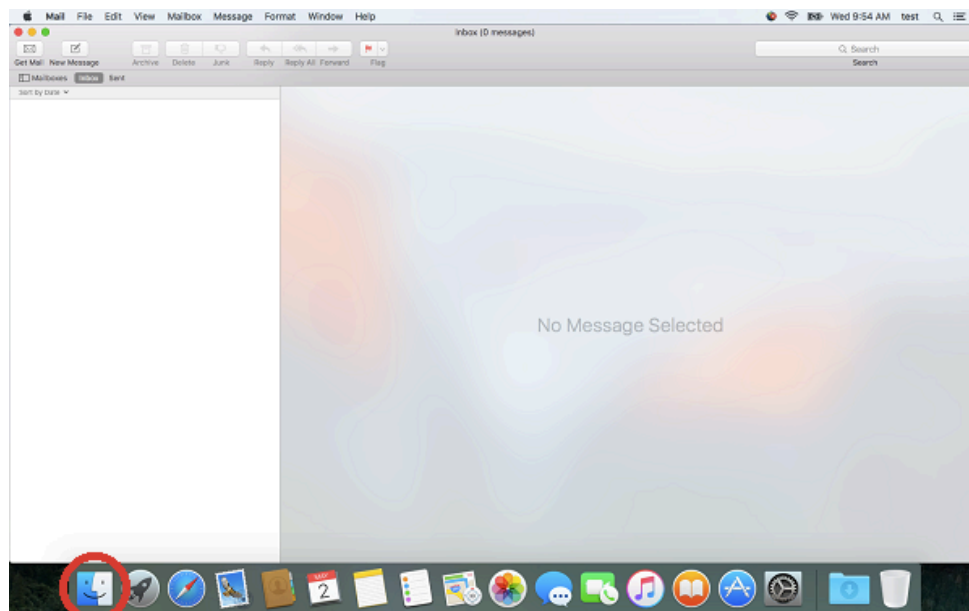 Mail File Edit View Mailbox Message Format Window Help Wed 9:54 AM test
Inbox (0 messages)
Search
Get Mail New Message Archive Delete Junk Reply Reply All Forward Flag Search
Mailboxes Inbox Sent
Sort by Date
No Message Selected
MAY
2